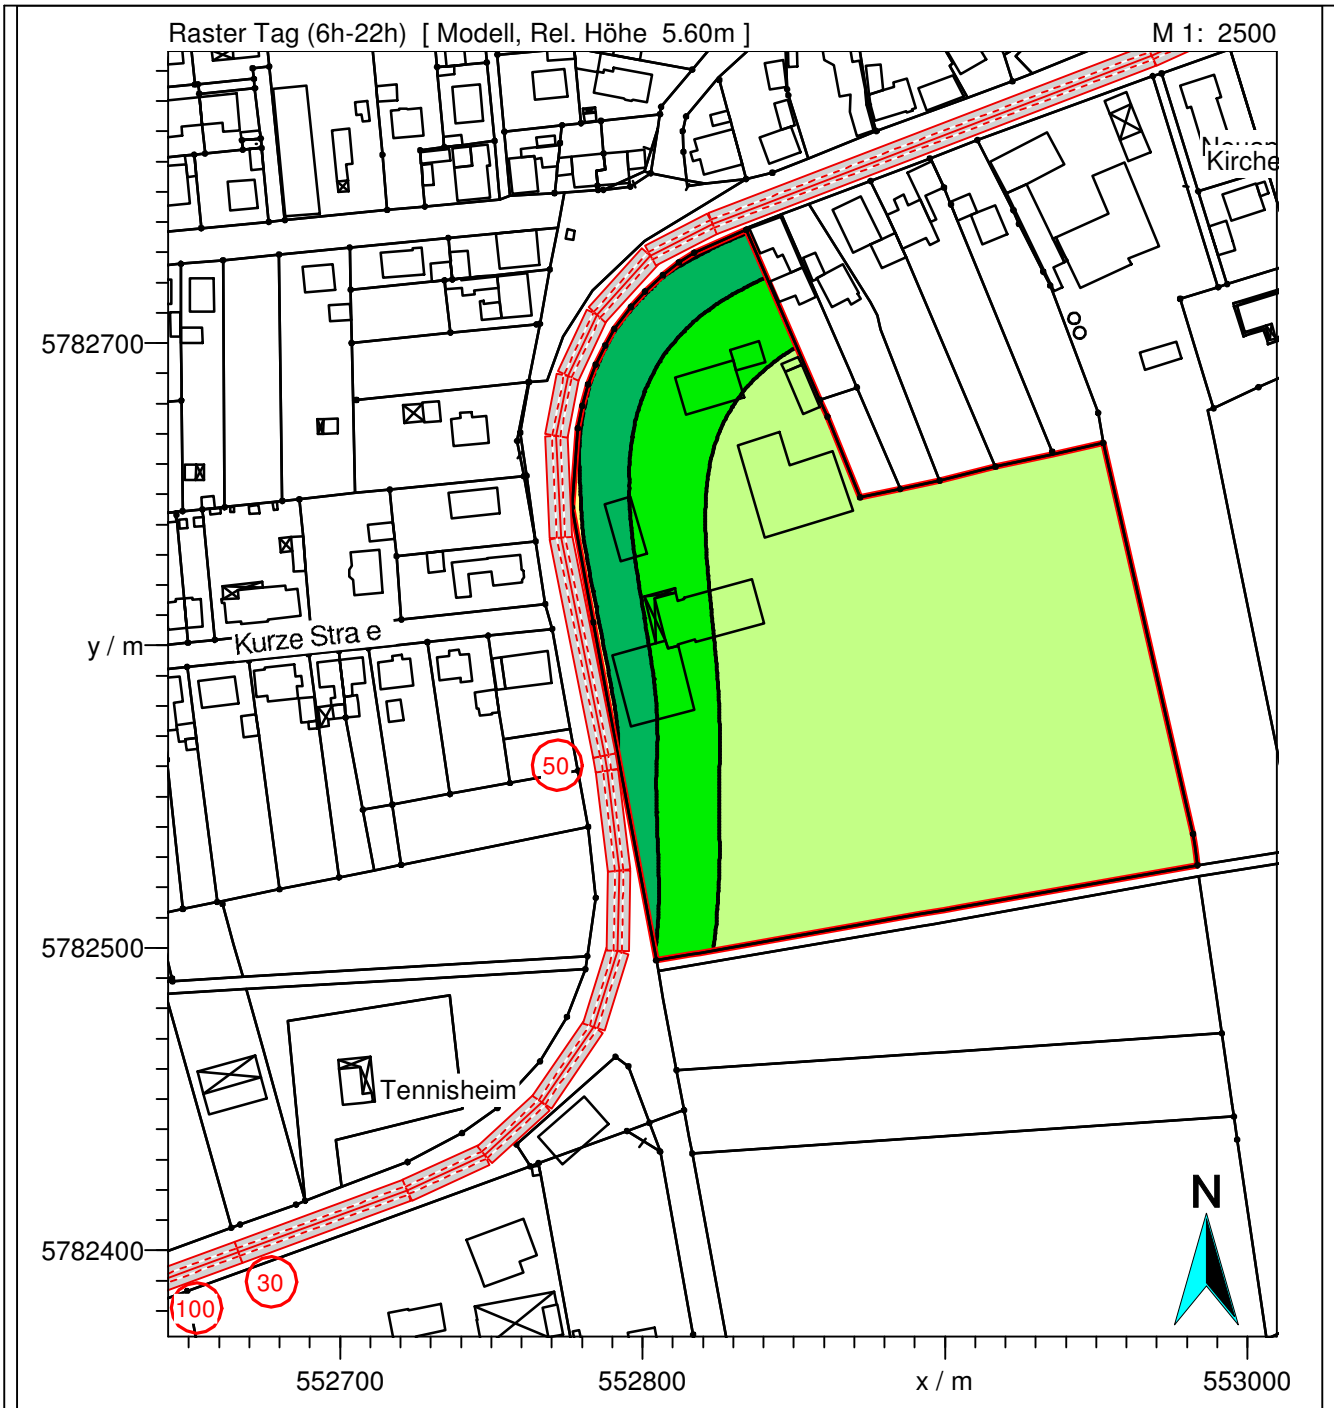 Raster Tag (6h-22h) [ Modell, Rel. Höhe 5.60m ]
M 1: 2500
Kirche
5782700
Kurze Stra e
y / m
50
5782500
Tennisheim
N
5782400
30
100
552700
552800
x / m
553000